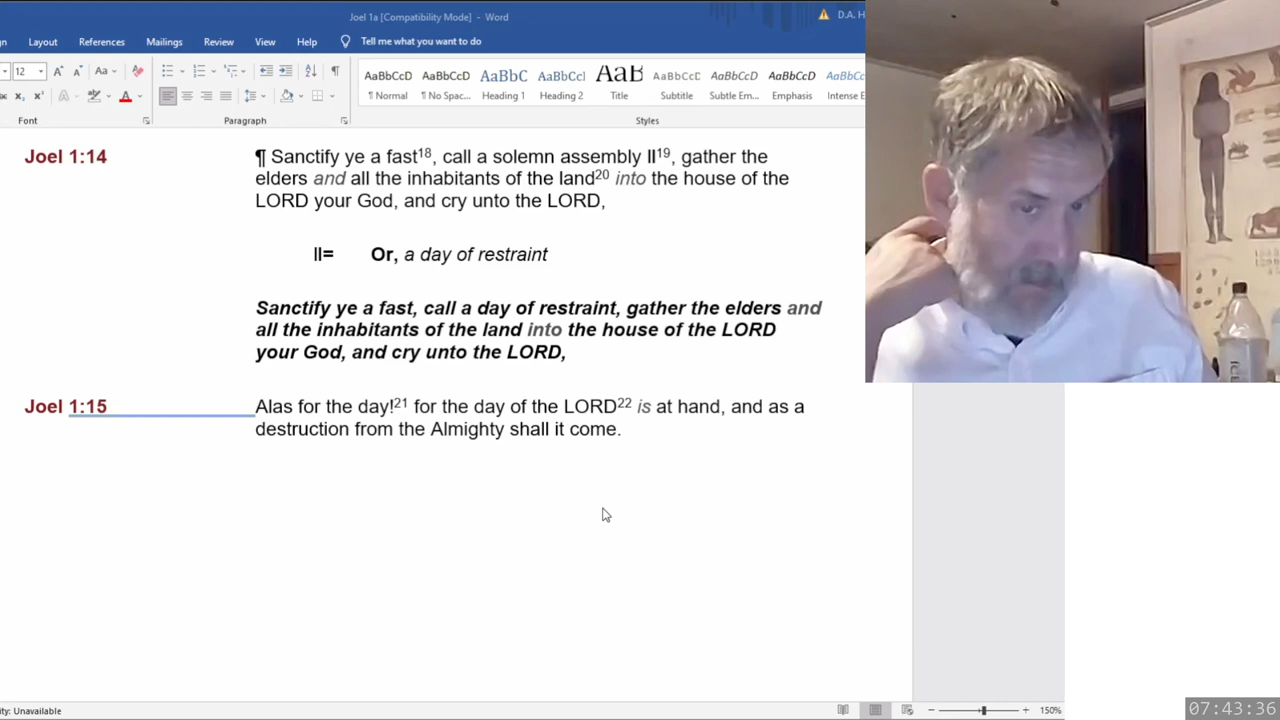 Joel 1a [Compatibility Mode] - Word
D.A. H
Layout References Mailings Review View Help Tell me what you want to do
12 Aa
AaBbCcD AaBbCcD AaBbC AaBbCcI AaB AaBbCcD AaBbCcD AaBbCcD AaBbCc
¶ Normal ¶ No Spac... Heading 1 Heading 2 Title Subtitle Subtle Em... Emphasis Intense E
Font Paragraph Styles
Joel 1:14 ¶ Sanctify ye a fast18, call a solemn assembly ll19, gather the
elders and all the inhabitants of the land20 into the house of the
LORD your God, and cry unto the LORD,
ll= Or, a day of restraint
Sanctify ye a fast, call a day of restraint, gather the elders and
all the inhabitants of the land into the house of the LORD
your God, and cry unto the LORD,
Joel 1:15 Alas for the day!21 for the day of the LORD22 is at hand, and as a
destruction from the Almighty shall it come.
ity: Unavailable
150%
07:43:36